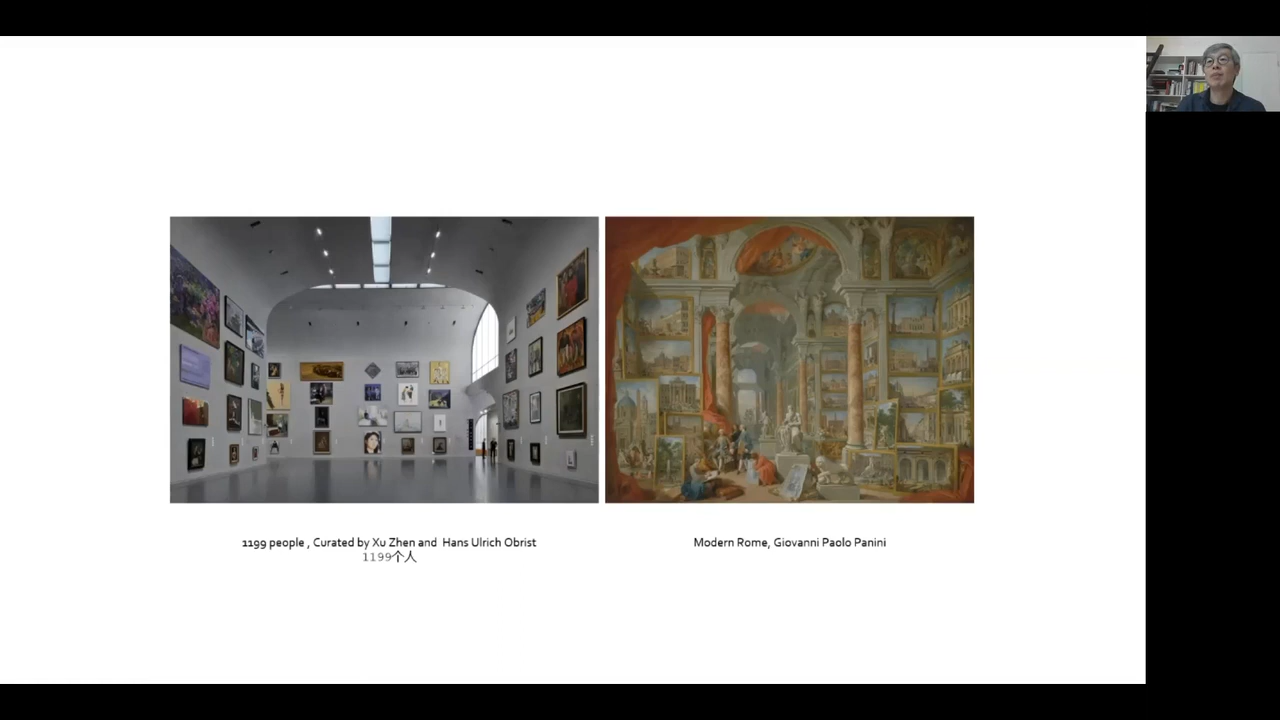 1199 people , Curated by Xu Zhen and Hans Ulrich Obrist
1199个人
Modern Rome, Giovanni Paolo Panini